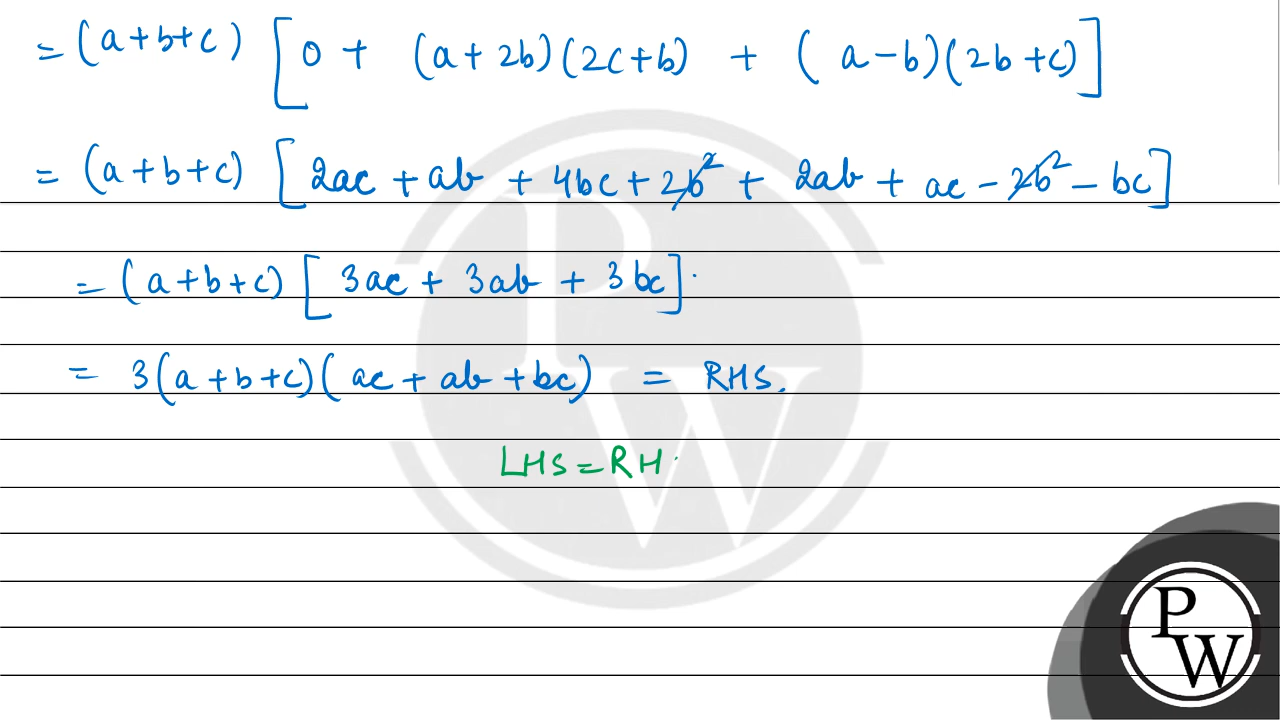 = (a+b+c) [0 + (a+2b)(2c+b) + (a-b)(2b+c)]
= (a+b+c) [2ac + ab + 4bc + 2b² + 2ab + ac - 2b² - bc]
= (a+b+c) [3ac + 3ab + 3bc].
= 3(a+b+c)(ac + ab + bc) = RHS.
LHS = RH
P
W
PW